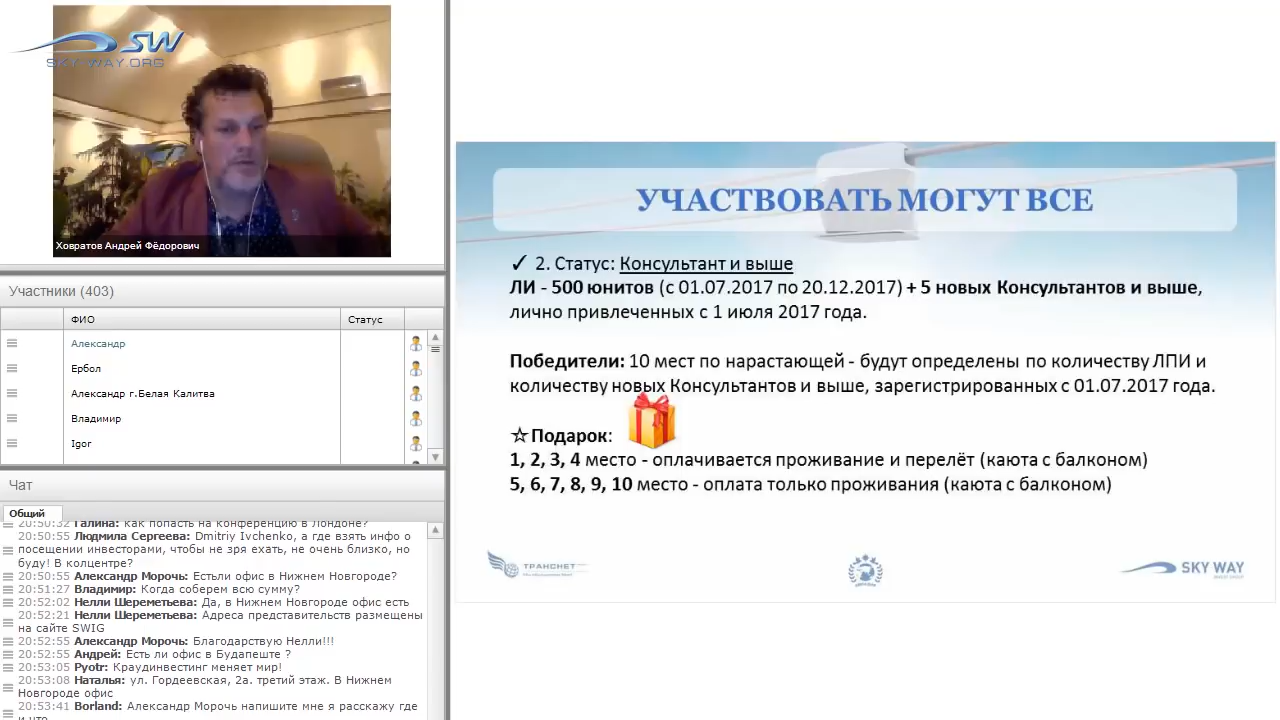 SW
SKY-WAY.ORG
Ховратов Андрей Фёдорович
Участники (403)
ФИО
Статус
Александр
Ербол
Александр г.Белая Калитва
Владимир
Igor
Чат
Общий
20:50:32 Галина: как попасть на конференцию в Лондоне?
20:50:55 Людмила Сергеева: Dmitriy Ivchenko, а где взять инфо о
посещении инвесторами, чтобы не зря ехать, не очень близко, но
буду! В колцентре?
20:50:55 Александр Морочь: Естьли офис в Нижнем Новгороде?
20:51:27 Владимир: Когда соберем всю сумму?
20:52:02 Нелли Шереметьева: Да, в Нижнем Новгороде офис есть
20:52:21 Нелли Шереметьева: Адреса представительств размещены
на сайте SWIG
20:52:55 Александр Морочь: Благодарствую Нелли!!!
20:52:55 Андрей: Есть ли офис в Будапеште ?
20:53:05 Pyotr: Краудинвестинг меняет мир!
20:53:08 Наталья: ул. Гордеевская, 2а. третий этаж. В Нижнем
Новгороде офис
20:53:41 Borland: Александр Морочь напишите мне я расскажу где
и что
УЧАСТВОВАТЬ МОГУТ ВСЕ
✓ 2. Статус: Консультант и выше
ЛИ - 500 юнитов (с 01.07.2017 по 20.12.2017) + 5 новых Консультантов и выше,
лично привлеченных с 1 июля 2017 года.
Победители: 10 мест по нарастающей - будут определены по количеству ЛПИ и
количеству новых Консультантов и выше, зарегистрированных с 01.07.2017 года.
☆Подарок:
1, 2, 3, 4 место - оплачивается проживание и перелёт (каюта с балконом)
5, 6, 7, 8, 9, 10 место - оплата только проживания (каюта с балконом)
ТРАНСНЕТ
SKY WAY